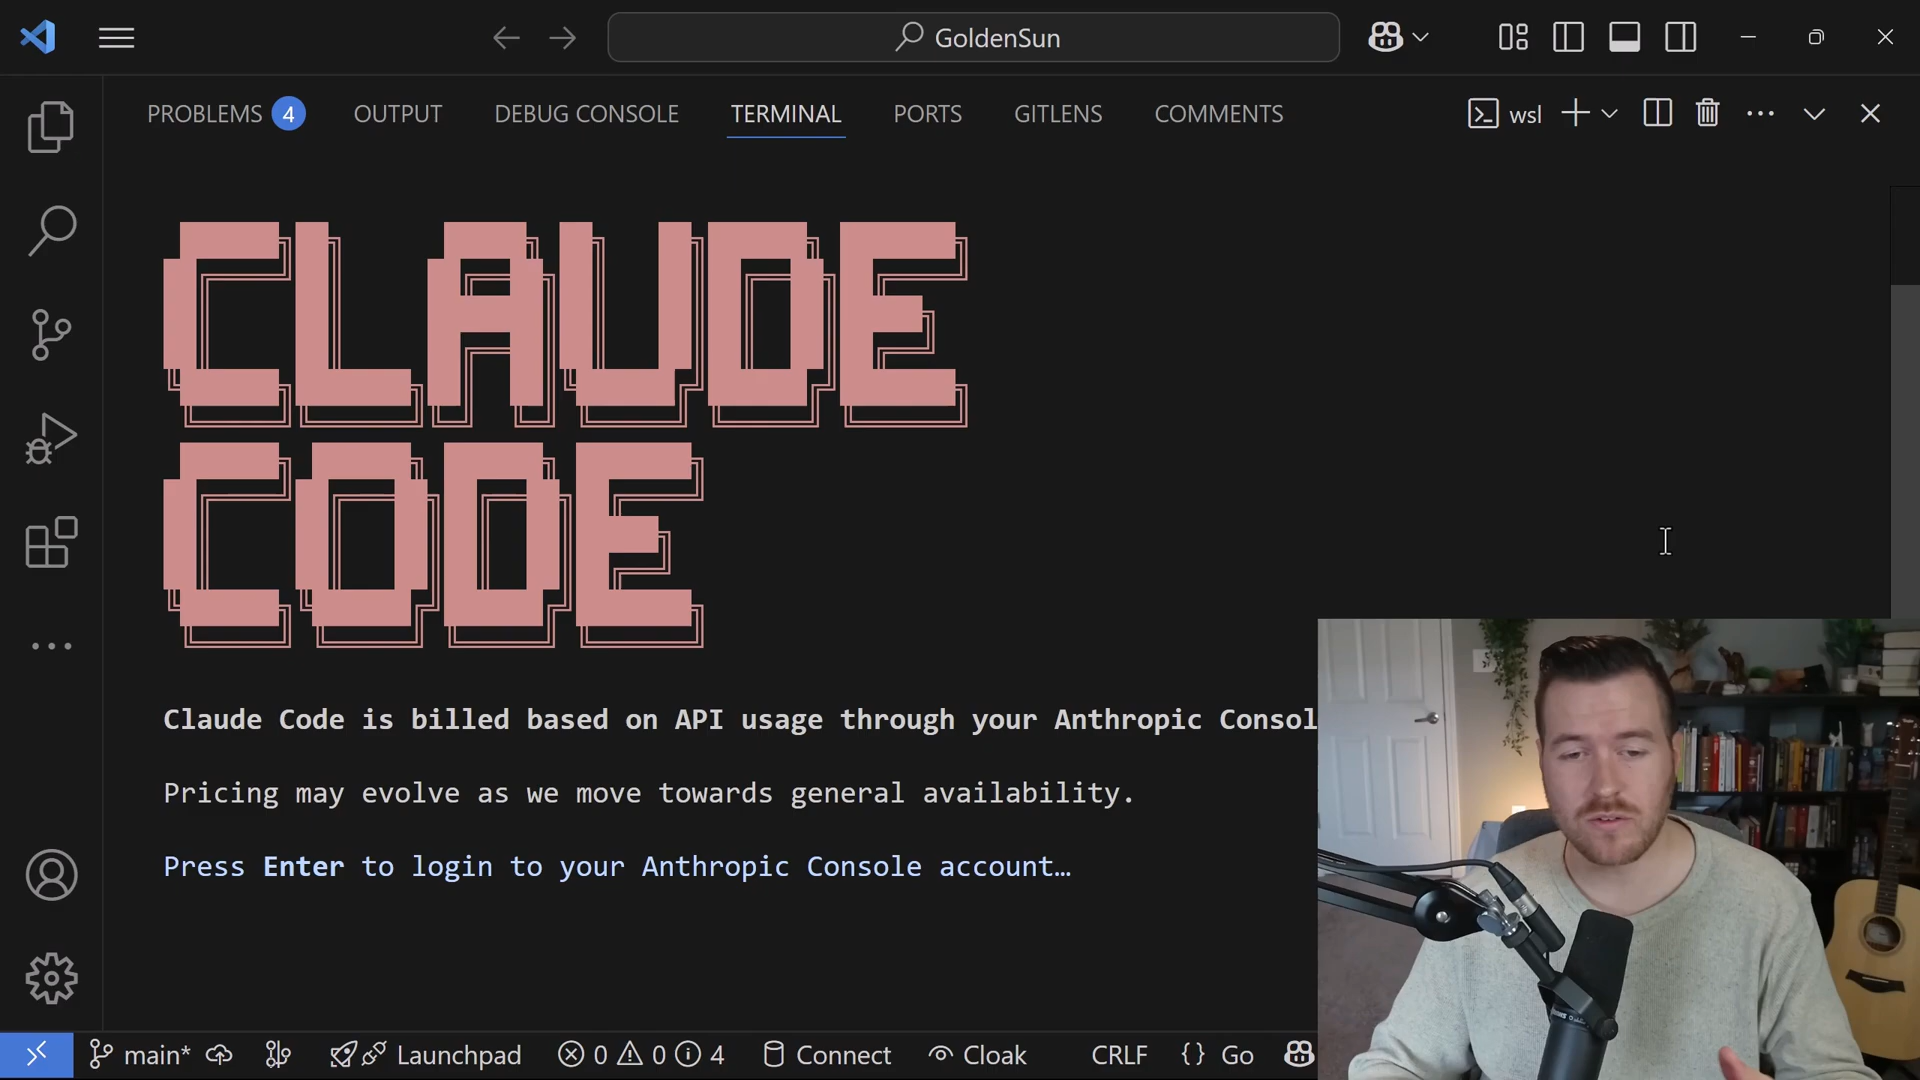 GoldenSun
PROBLEMS 4 OUTPUT DEBUG CONSOLE TERMINAL PORTS GITLENS COMMENTS wsl
CLAUDE
CODE
Claude Code is billed based on API usage through your Anthropic Consol
Pricing may evolve as we move towards general availability.
Press Enter to login to your Anthropic Console account…
main* Launchpad 0 0 4 Connect Cloak CRLF {} Go